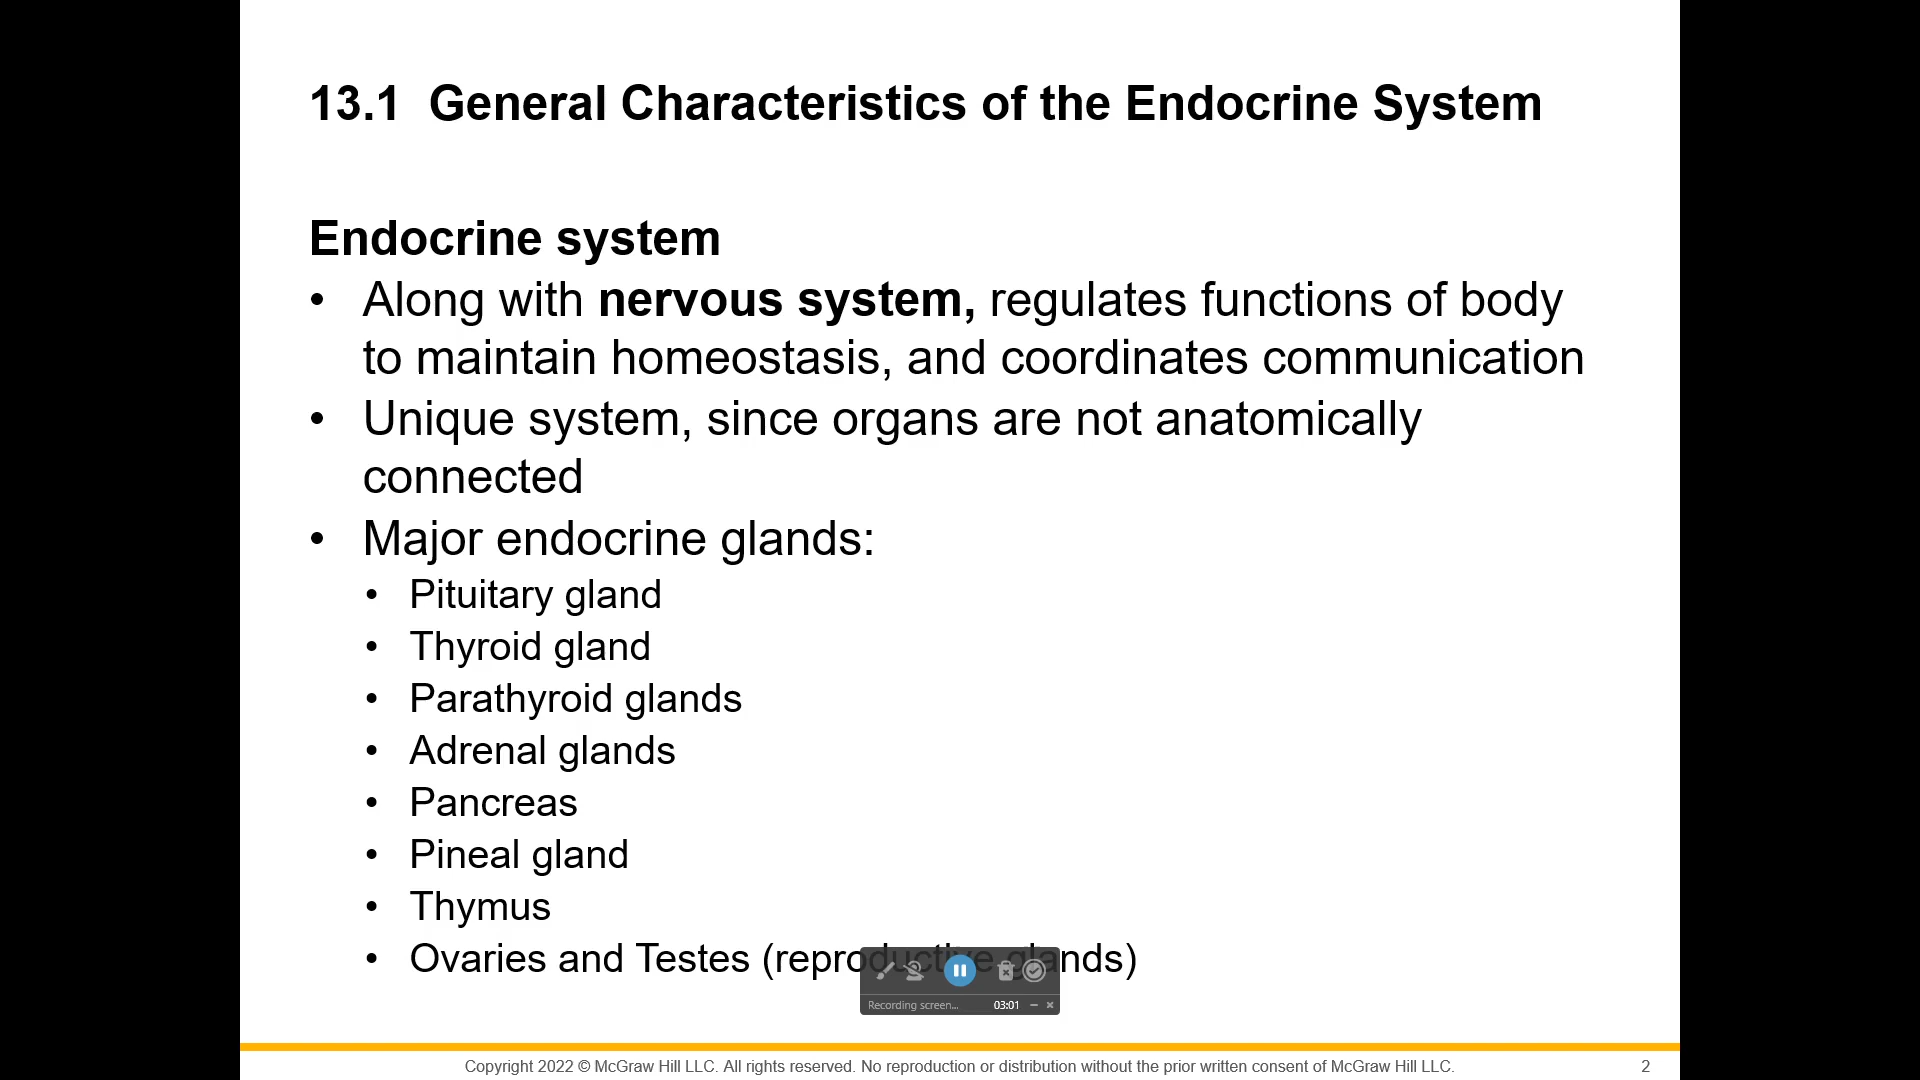 13.1 General Characteristics of the Endocrine System
Endocrine system
• Along with nervous system, regulates functions of body
to maintain homeostasis, and coordinates communication
• Unique system, since organs are not anatomically
connected
• Major endocrine glands:
• Pituitary gland
• Thyroid gland
• Parathyroid glands
• Adrenal glands
• Pancreas
• Pineal gland
• Thymus
• Ovaries and Testes (reproductive glands)
Recording screen... 03:01
Copyright 2022 © McGraw Hill LLC. All rights reserved. No reproduction or distribution without the prior written consent of McGraw Hill LLC. 2